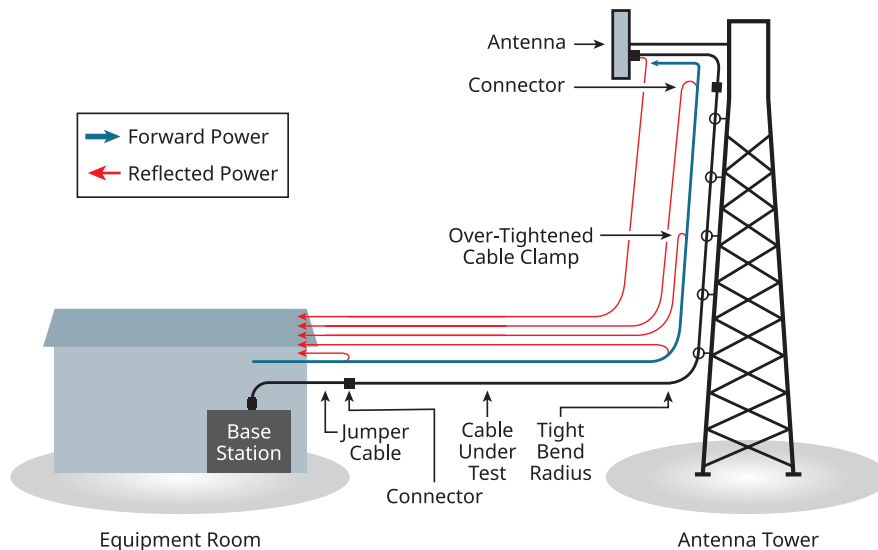 Antenna
Connector
Forward Power
Reflected Power
Over-Tightened
Cable Clamp
Base
Station
Jumper
Cable
Connector
Cable
Under
Test
Tight
Bend
Radius
Equipment Room
Antenna Tower